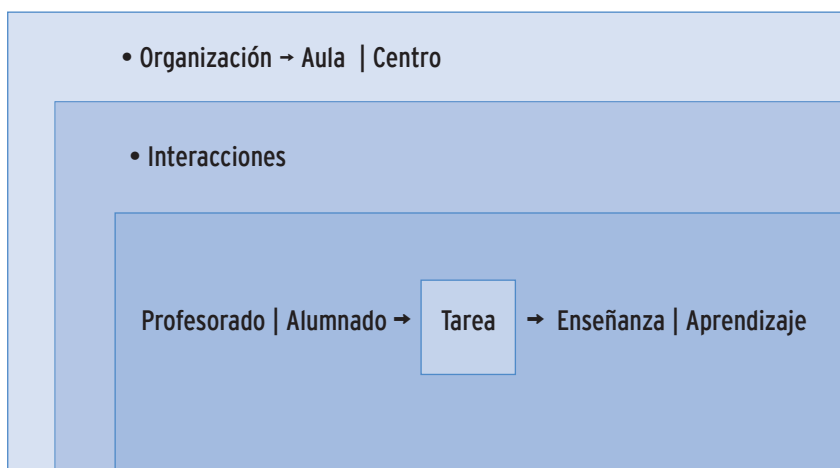 • Organización → Aula | Centro
• Interacciones
Profesorado | Alumnado → Tarea → Enseñanza | Aprendizaje